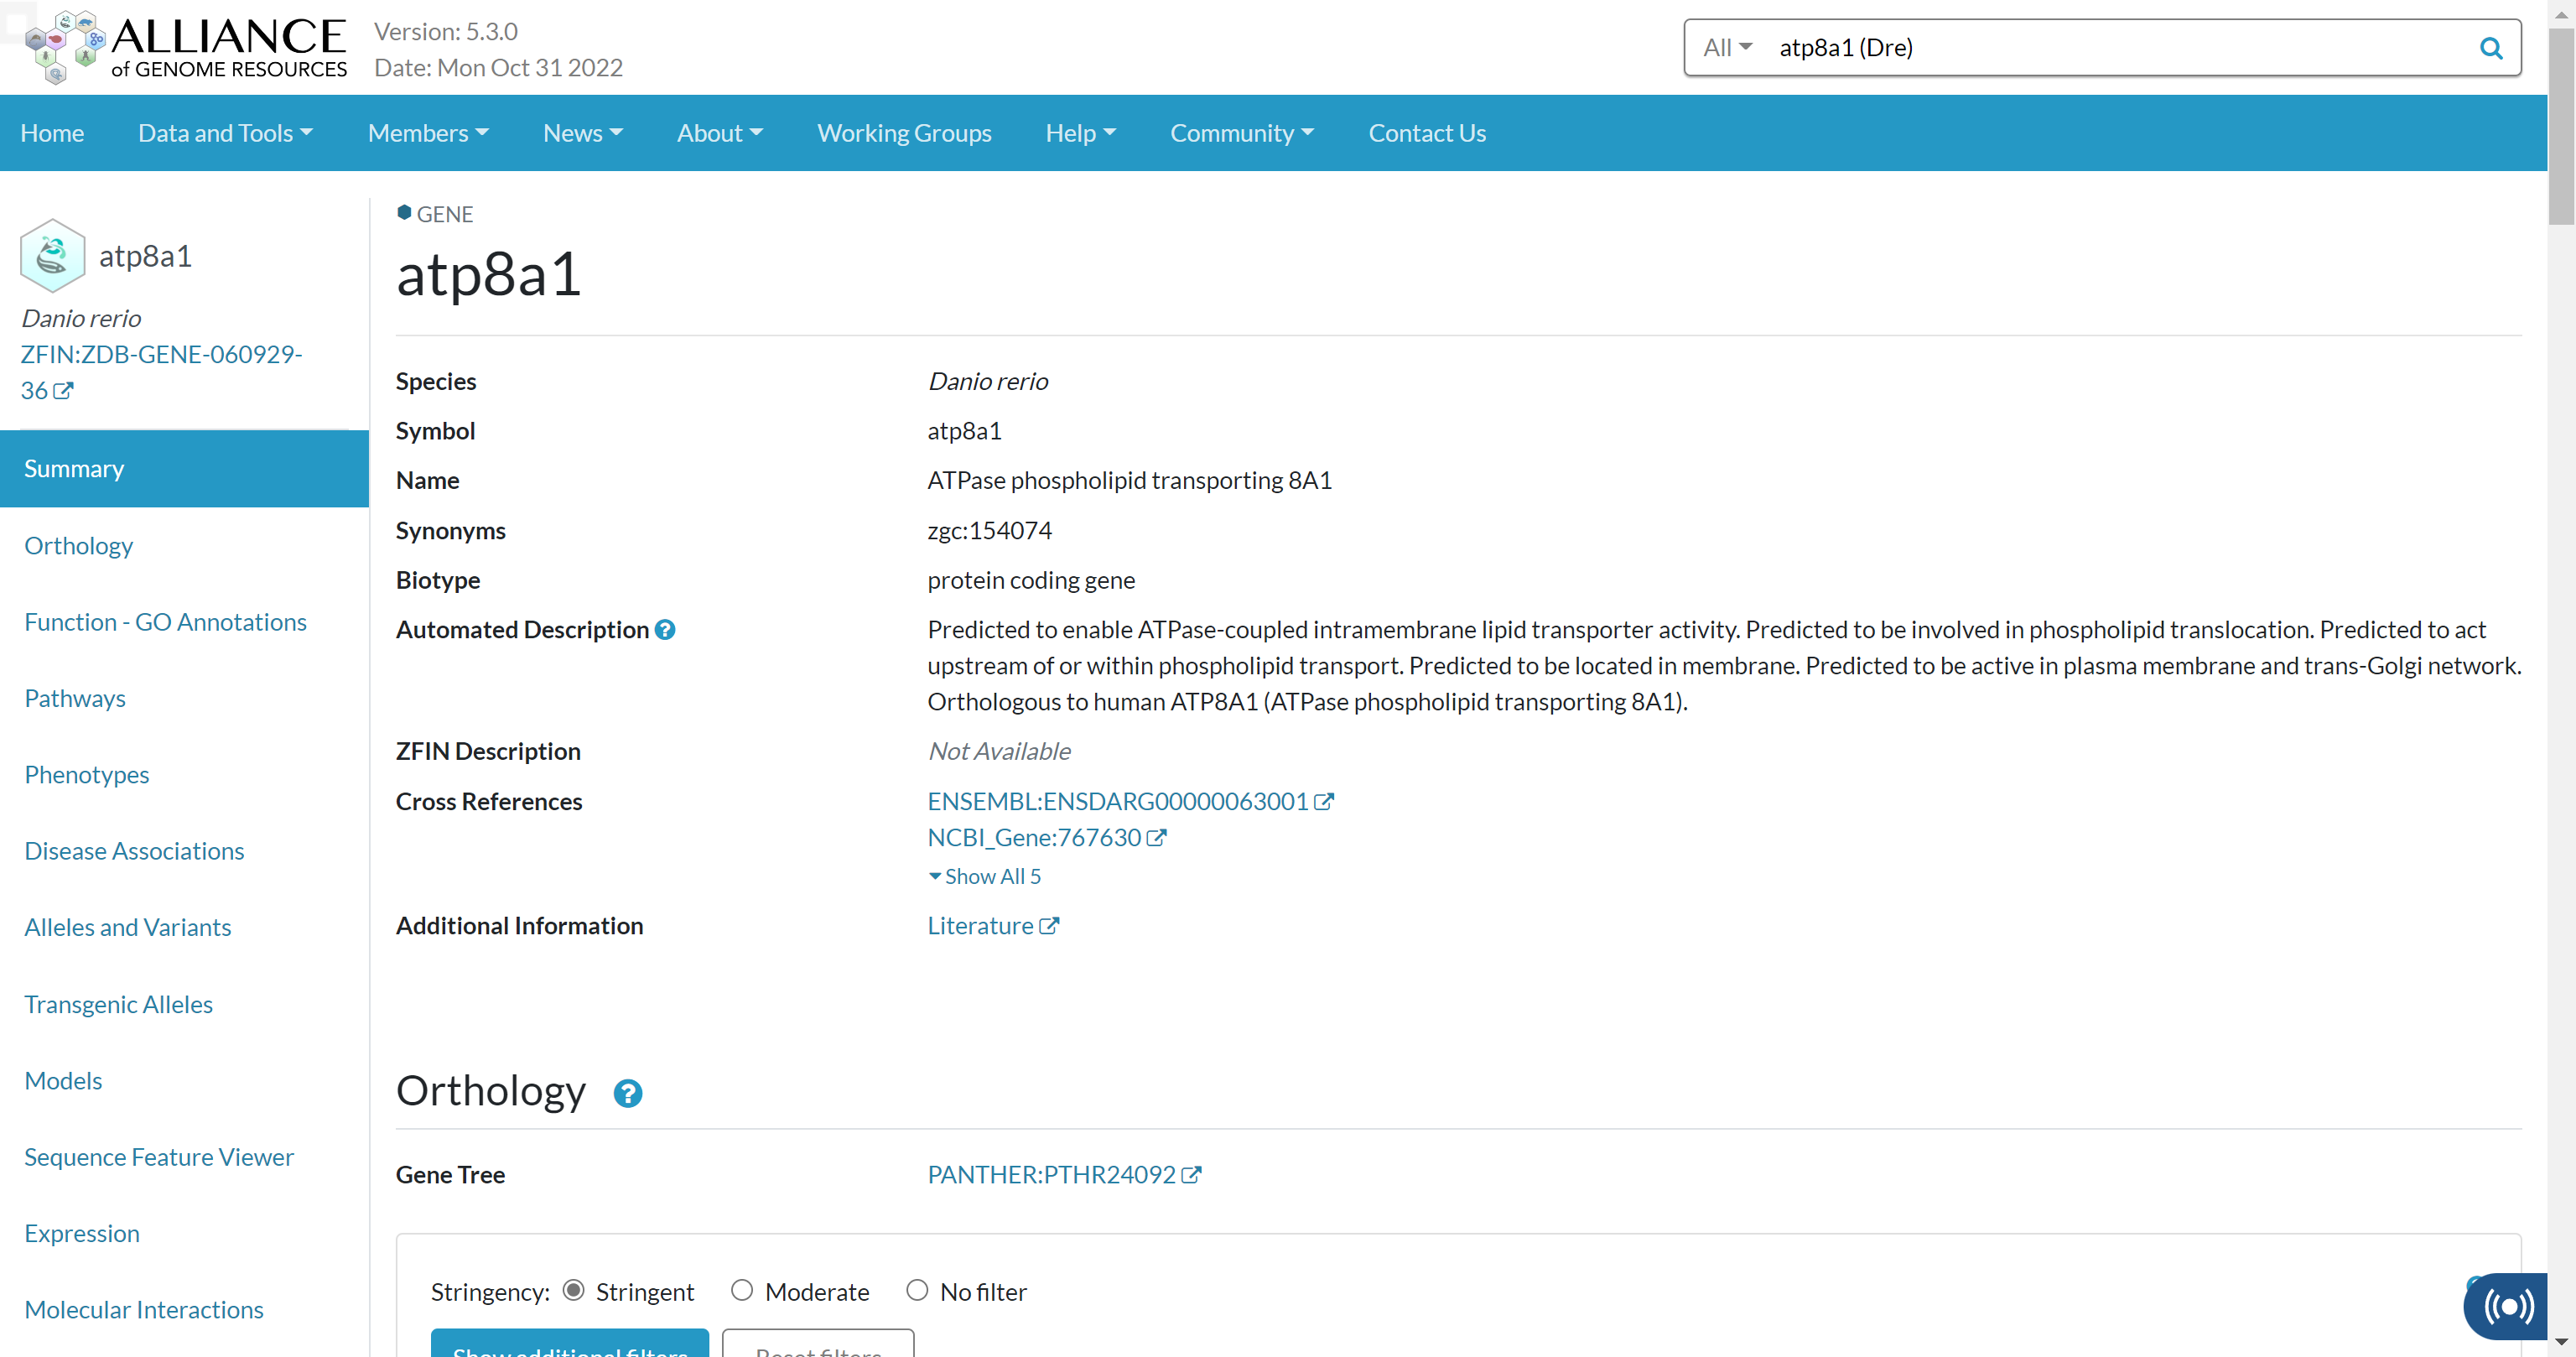 ALLIANCE
of GENOME RESOURCES
Version: 5.3.0
Date: Mon Oct 31 2022
All
atp8a1 (Dre)
Home
Data and Tools
Members
News
About
Working Groups
Help
Community
Contact Us
atp8a1
Danio rerio
ZFIN:ZDB-GENE-060929-
36
Summary
Orthology
Function - GO Annotations
Pathways
Phenotypes
Disease Associations
Alleles and Variants
Transgenic Alleles
Models
Sequence Feature Viewer
Expression
Molecular Interactions
GENE
atp8a1
Species
Danio rerio
Symbol
atp8a1
Name
ATPase phospholipid transporting 8A1
Synonyms
zgc:154074
Biotype
protein coding gene
Automated Description ?
Predicted to enable ATPase-coupled intramembrane lipid transporter activity. Predicted to be involved in phospholipid translocation. Predicted to act
upstream of or within phospholipid transport. Predicted to be located in membrane. Predicted to be active in plasma membrane and trans-Golgi network.
Orthologous to human ATP8A1 (ATPase phospholipid transporting 8A1).
ZFIN Description
Not Available
Cross References
ENSEMBL:ENSDARG00000063001
NCBI_Gene:767630
Show All 5
Additional Information
Literature
Orthology ?
Gene Tree
PANTHER:PTHR24092
Stringency: Stringent Moderate No filter
Show additional filters
Reset filters